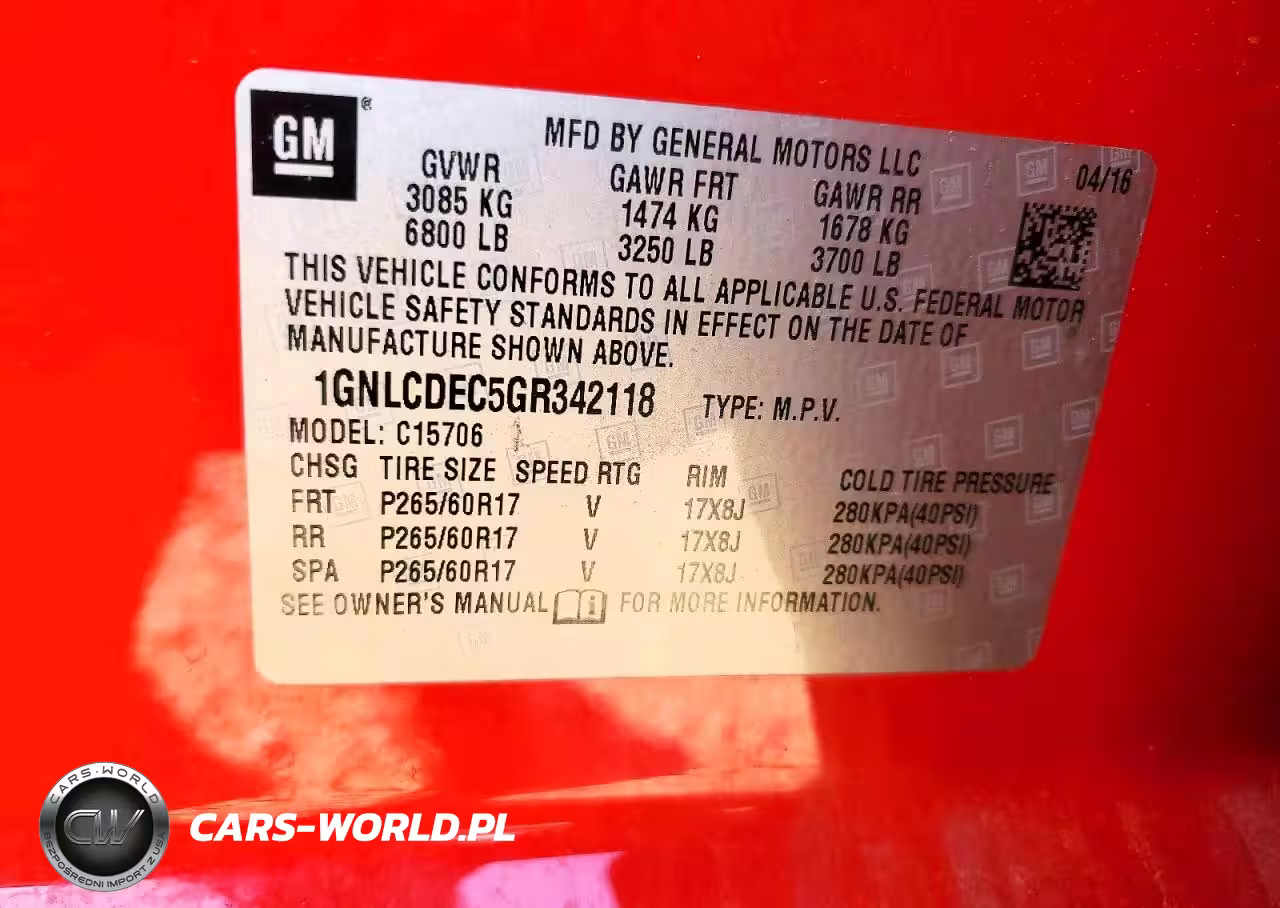 GM®
MFD BY GENERAL MOTORS LLC
04/16
GVWR GAWR FRT GAWR RR
3085 KG 1474 KG 1678 KG
6800 LB 3250 LB 3700 LB
THIS VEHICLE CONFORMS TO ALL APPLICABLE U.S. FEDERAL MOTOR
VEHICLE SAFETY STANDARDS IN EFFECT ON THE DATE OF
MANUFACTURE SHOWN ABOVE.
1GNLCDEC5GR342118 TYPE: M.P.V.
MODEL: C15706
CHSG TIRE SIZE SPEED RTG RIM COLD TIRE PRESSURE
FRT P265/60R17 V 17X8J 280KPA(40PSI)
RR P265/60R17 V 17X8J 280KPA(40PSI)
SPA P265/60R17 V 17X8J 280KPA(40PSI)
SEE OWNER'S MANUAL FOR MORE INFORMATION.
CARS-WORLD
CW
BEZPOŚREDNI IMPORT Z USA
CARS-WORLD.PL